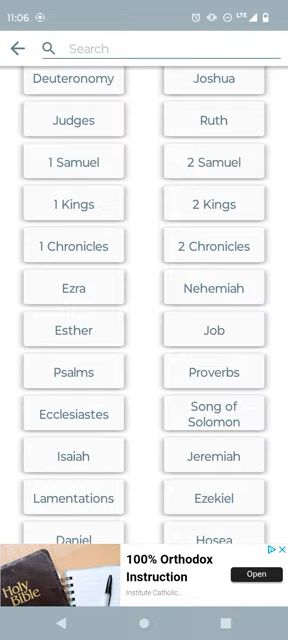 11:06 LTE
Search
Deuteronomy Joshua
Judges Ruth
1 Samuel 2 Samuel
1 Kings 2 Kings
1 Chronicles 2 Chronicles
Ezra Nehemiah
Esther Job
Psalms Proverbs
Ecclesiastes Song of
Solomon
Isaiah Jeremiah
Lamentations Ezekiel
Daniel Hosea
Holy
Bible
100% Orthodox
Instruction
Open
Institute Catholic...